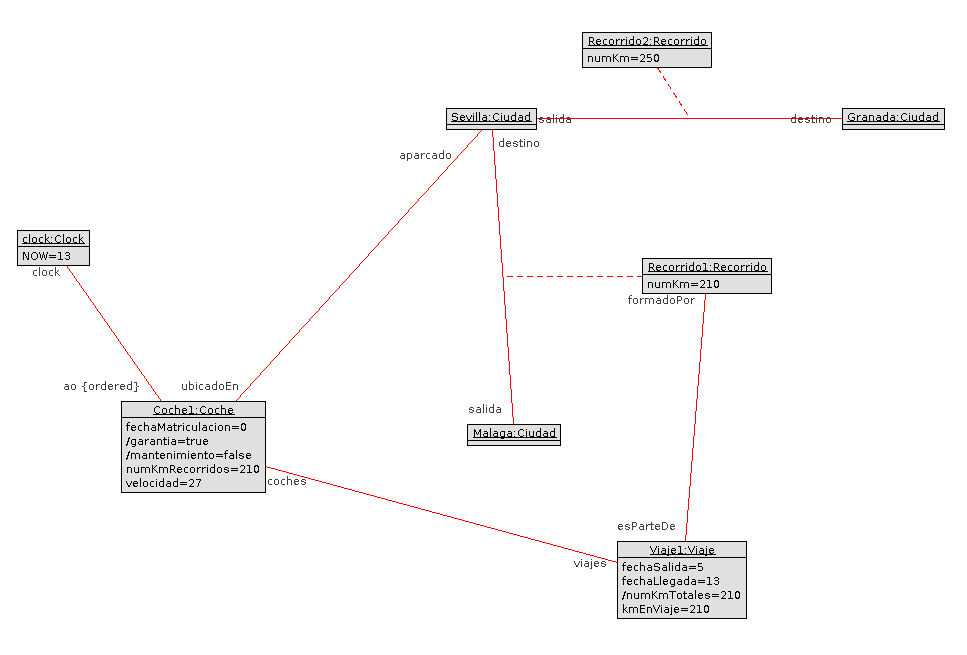 Recorrido2:Recorrido
numKm=250
Sevilla:Ciudad
salida
destino
Granada:Ciudad
destino
aparcado
clock:Clock
NOW=13
clock
Recorrido1:Recorrido
numKm=210
formadoPor
ao {ordered}
ubicadoEn
Coche1:Coche
fechaMatriculacion=0
/garantia=true
/mantenimiento=false
numKmRecorridos=210
velocidad=27
salida
Malaga:Ciudad
coches
esParteDe
viajes
Viaje1:Viaje
fechaSalida=5
fechaLlegada=13
/numKmTotales=210
kmEnViaje=210